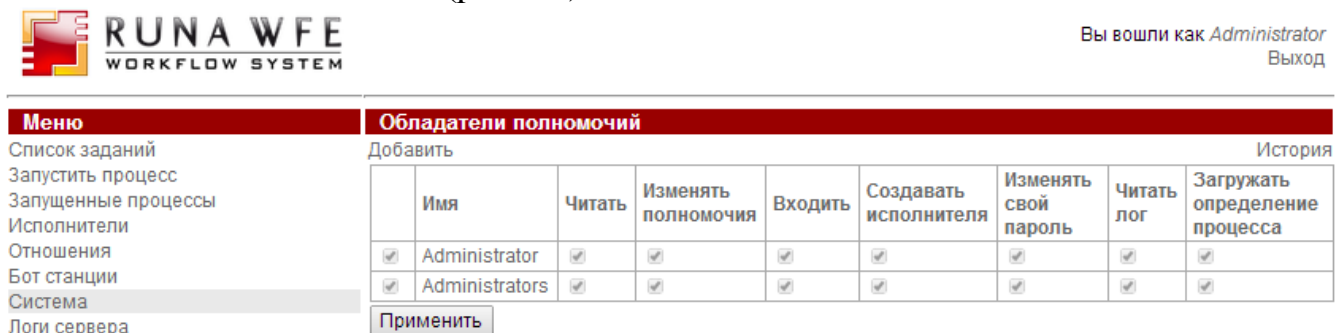 RUNA WFE
WORKFLOW SYSTEM
Вы вошли как Administrator
Выход
Меню
Список заданий
Запустить процесс
Запущенные процессы
Исполнители
Отношения
Бот станции
Система
Логи сервера
Обладатели полномочий
Добавить История
Имя Читать Изменять полномочия Входить Создавать исполнителя Изменять свой пароль Читать лог Загружать определение процесса
Administrator
Administrators
Применить